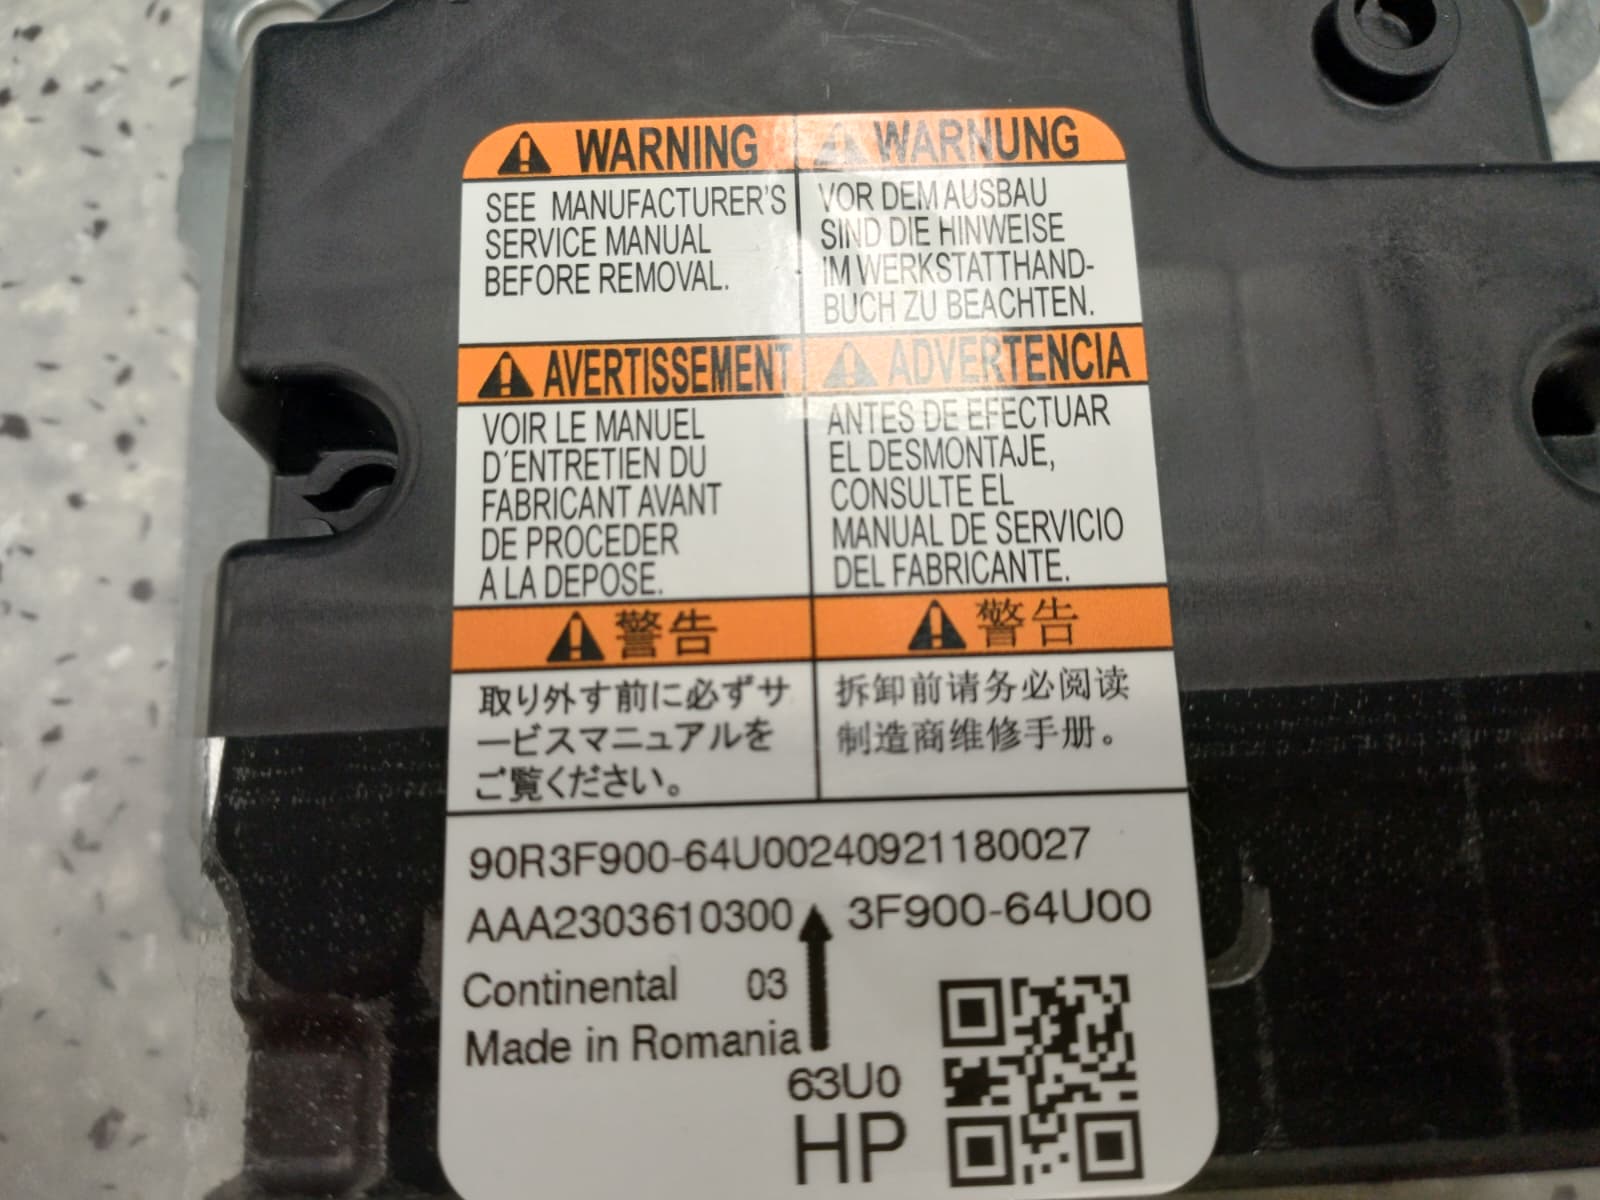 WARNING
SEE MANUFACTURER'S
SERVICE MANUAL
BEFORE REMOVAL.
WARNUNG
VOR DEM AUSBAU
SIND DIE HINWEISE
IM WERKSTATTHAND-
BUCH ZU BEACHTEN.
AVERTISSEMENT
VOIR LE MANUEL
D'ENTRETIEN DU
FABRICANT AVANT
DE PROCEDER
A LA DEPOSE.
ADVERTENCIA
ANTES DE EFECTUAR
EL DESMONTAJE,
CONSULTE EL
MANUAL DE SERVICIO
DEL FABRICANTE.
警告
取り外す前に必ずサ
ービスマニュアルを
ご覧ください。
警告
拆卸前请务必阅读
制造商维修手册。
90R3F900-64U00240921180027
AAA2303610300 3F900-64U00
Continental 03
Made in Romania
63U0
HP